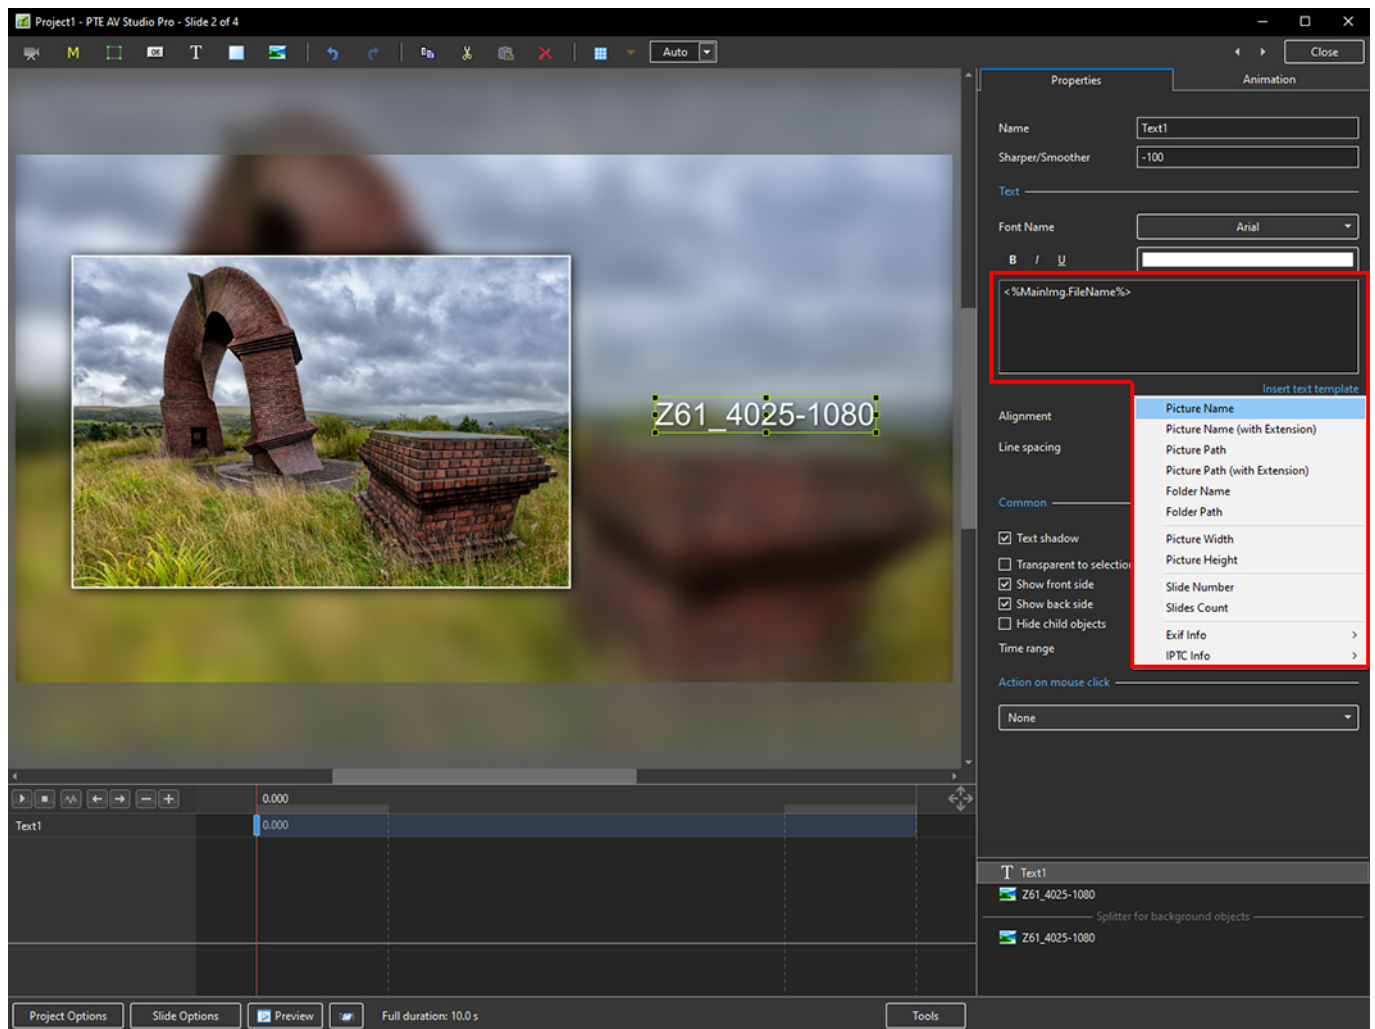 Project1 - PTE AV Studio Pro - Slide 2 of 4
M
OK
T
Auto
Close
Properties
Animation
Name
Text1
Sharper/Smoother
-100
Text
Font Name
Arial
B I U
<%MainImg.FileName%>
Insert text template
Z61_4025-1080
Alignment
Line spacing
Picture Name
Picture Name (with Extension)
Picture Path
Picture Path (with Extension)
Folder Name
Folder Path
Picture Width
Picture Height
Slide Number
Slides Count
Exif Info
IPTC Info
Common
Text shadow
Transparent to selection
Show front side
Show back side
Hide child objects
Time range
Action on mouse click
None
0.000
Text1
0.000
T Text1
Z61_4025-1080
Splitter for background objects
Z61_4025-1080
Project Options
Slide Options
Preview
Full duration: 10.0 s
Tools